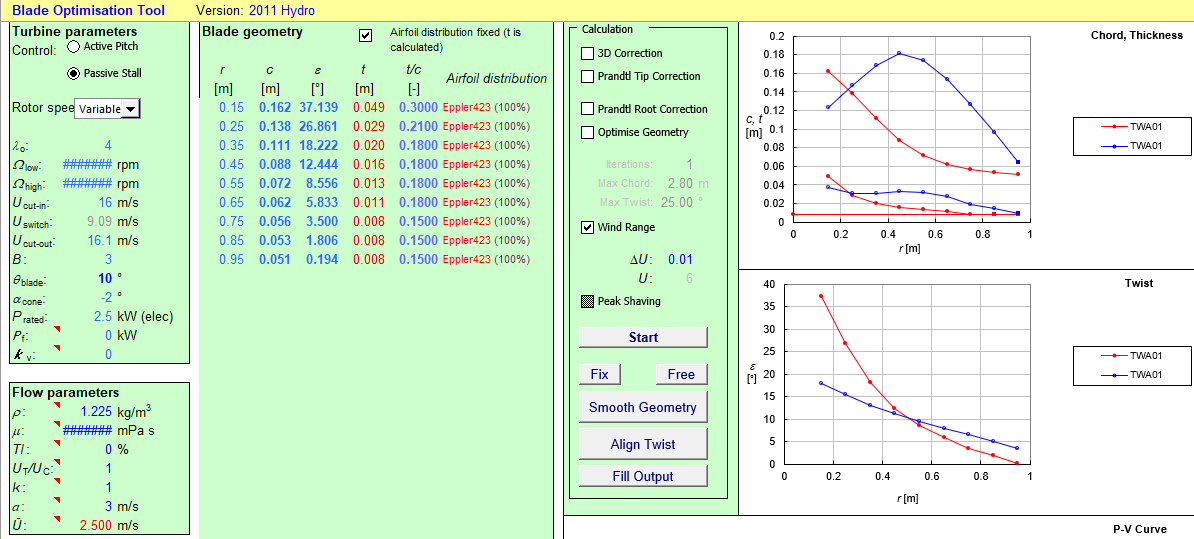 Blade Optimisation Tool Version: 2011 Hydro
Turbine parameters
Control: Active Pitch
Passive Stall
Rotor spee Variable
λo: 4
Ωlow: ####### rpm
Ωhigh: ####### rpm
Ucut-in: 16 m/s
Uswitch: 9.09 m/s
Ucut-out: 16.1 m/s
B: 3
θblade: 10 °
αcone: -2 °
Prated: 2.5 kW (elec)
Pf: 0 kW
k v: 0
Flow parameters
ρ: 1.225 kg/m3
μ: ####### mPa s
TI: 0 %
UT/UC: 1
k: 1
a: 3 m/s
Ū: 2.500 m/s
Blade geometry
Airfoil distribution fixed (t is
calculated)
r c ε t t/c Airfoil distribution
[m] [m] [°] [m] [-]
0.15 0.162 37.139 0.049 0.3000 Eppler423 (100%)
0.25 0.138 26.861 0.029 0.2100 Eppler423 (100%)
0.35 0.111 18.222 0.020 0.1800 Eppler423 (100%)
0.45 0.088 12.444 0.016 0.1800 Eppler423 (100%)
0.55 0.072 8.556 0.013 0.1800 Eppler423 (100%)
0.65 0.062 5.833 0.011 0.1800 Eppler423 (100%)
0.75 0.056 3.500 0.008 0.1500 Eppler423 (100%)
0.85 0.053 1.806 0.008 0.1500 Eppler423 (100%)
0.95 0.051 0.194 0.008 0.1500 Eppler423 (100%)
Calculation
3D Correction
Prandtl Tip Correction
Prandtl Root Correction
Optimise Geometry
Iterations: 1
Max Chord: 2.80 m
Max Twist: 25.00 °
Wind Range
ΔU: 0.01
U: 6
Peak Shaving
Start
Fix Free
Smooth Geometry
Align Twist
Fill Output
Chord, Thickness
0.2
0.18
0.16
0.14
0.12
c, t
[m]
0.1
0.08
0.06
0.04
0.02
0
0 0.2 0.4 0.6 0.8 1
r [m]
TWA01
TWA01
Twist
40
35
30
25
20
ε
[°]
15
10
5
0
0 0.2 0.4 0.6 0.8 1
r [m]
TWA01
TWA01
P-V Curve